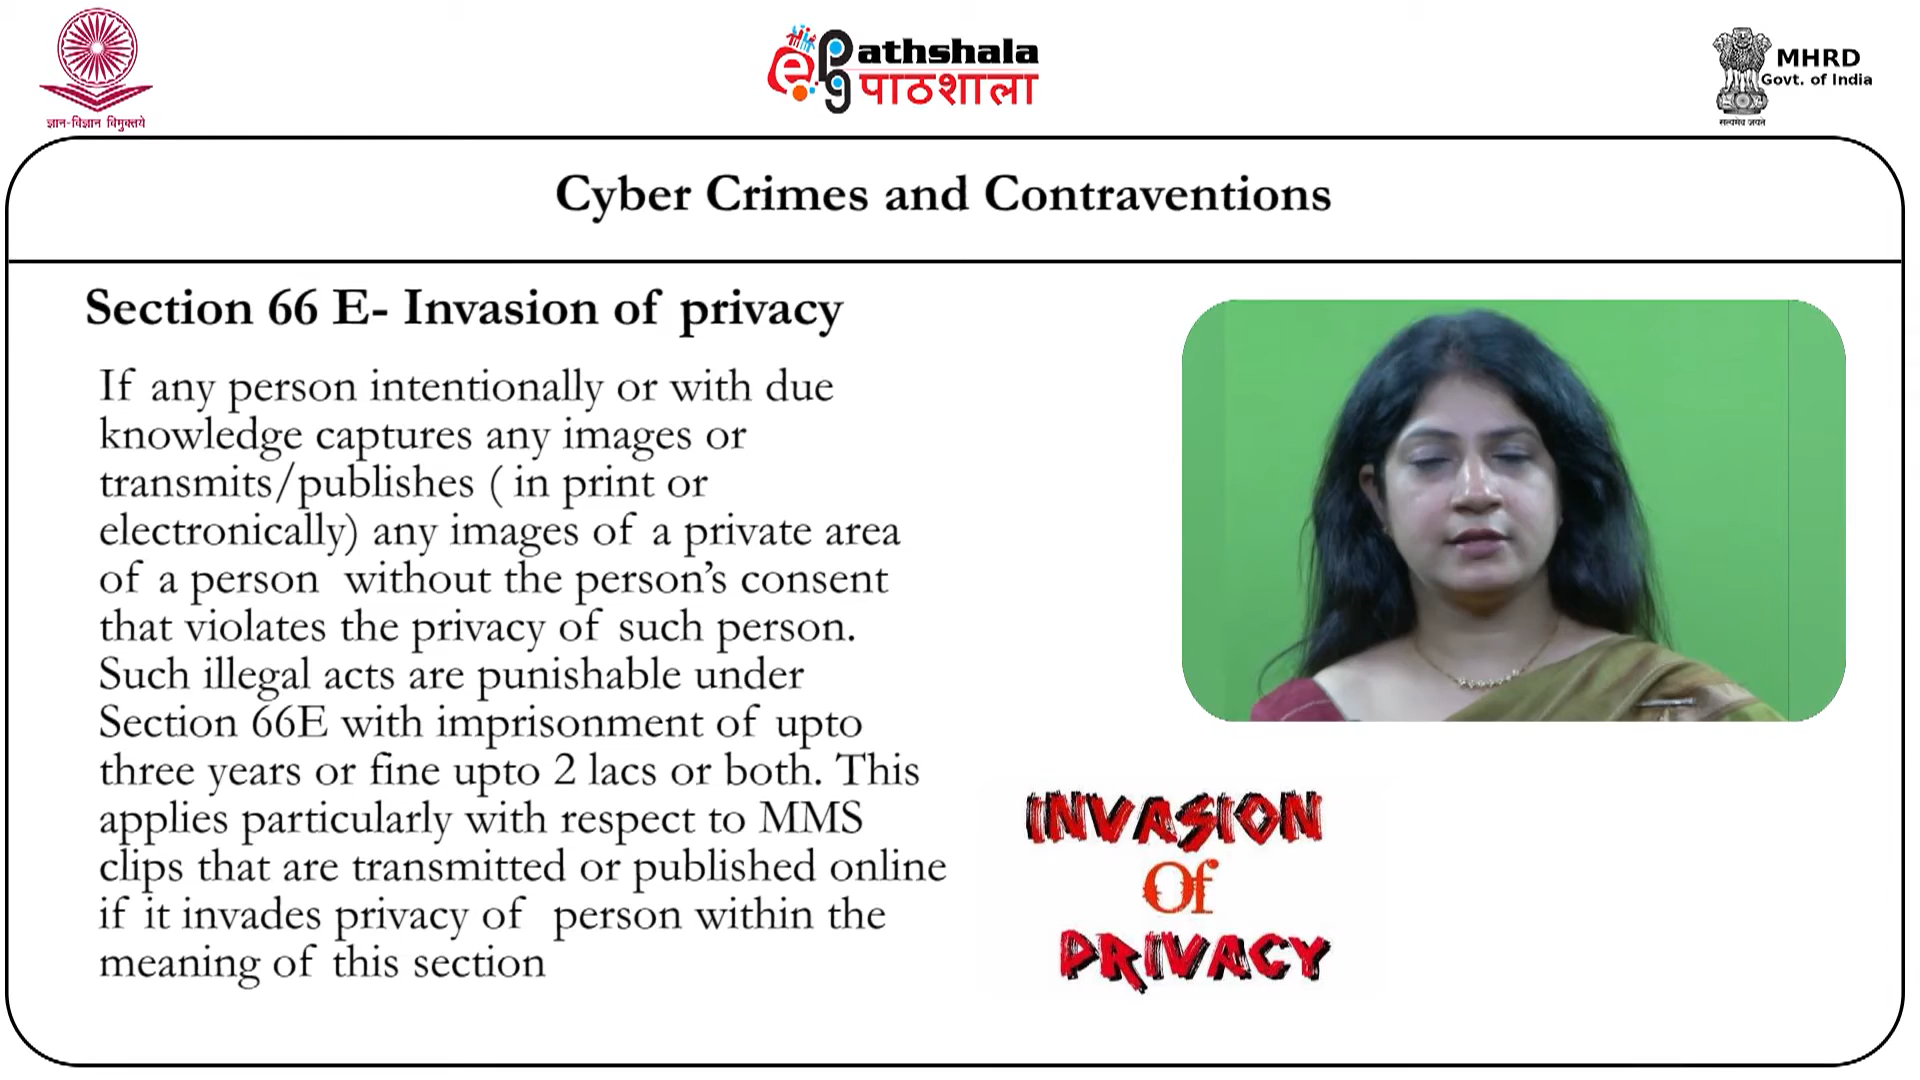 ज्ञान-विज्ञान विमुक्तये
e pg Pathshala
पाठशाला
MHRD
Govt. of India
सत्यमेव जयते
Cyber Crimes and Contraventions
Section 66 E- Invasion of privacy
If any person intentionally or with due
knowledge captures any images or
transmits/publishes ( in print or
electronically) any images of a private area
of a person without the person’s consent
that violates the privacy of such person.
Such illegal acts are punishable under
Section 66E with imprisonment of upto
three years or fine upto 2 lacs or both. This
applies particularly with respect to MMS
clips that are transmitted or published online
if it invades privacy of person within the
meaning of this section
INVASION
Of
PRIVACY